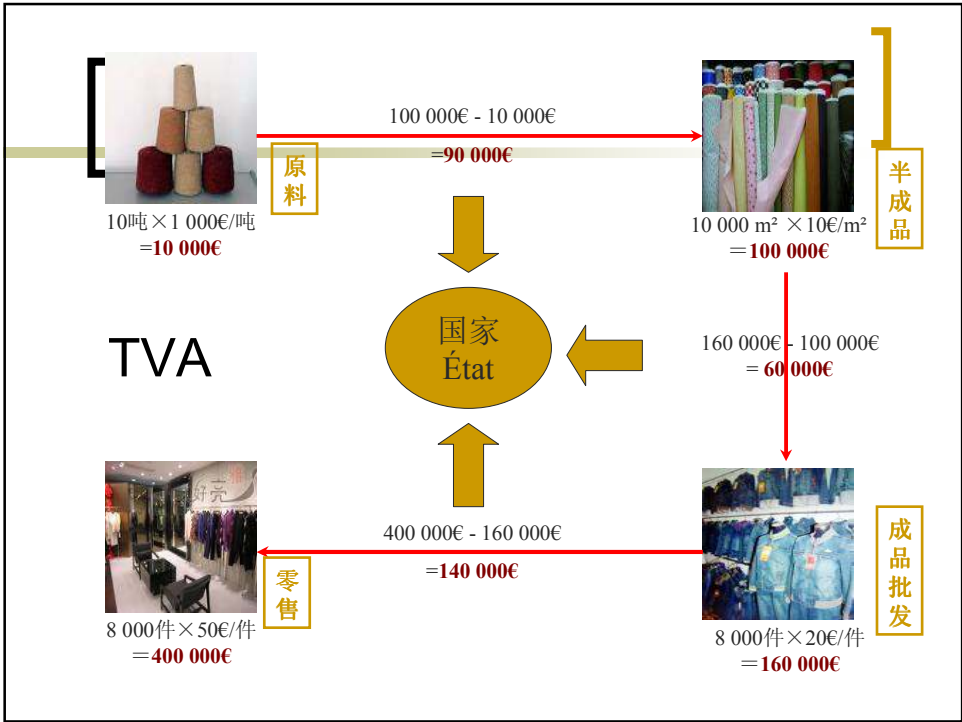 100 000€ - 10 000€
=90 000€
原料
半成品
10吨×1 000€/吨
=10 000€
10 000 m² ×10€/m²
＝100 000€
TVA
国家
État
160 000€ - 100 000€
= 60 000€
400 000€ - 160 000€
=140 000€
零售
成品批发
8 000件×50€/件
＝400 000€
8 000件×20€/件
＝160 000€